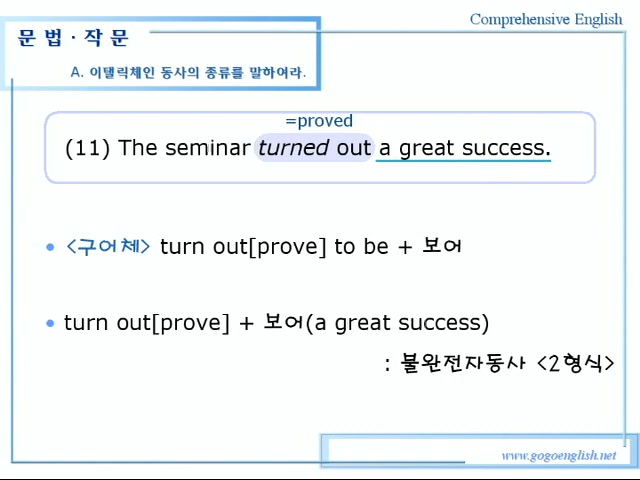 Comprehensive English
문 법 · 작 문
A. 이탤릭체인 동사의 종류를 말하여라.
=proved
(11) The seminar turned out a great success.
• <구어체> turn out[prove] to be + 보어
• turn out[prove] + 보어(a great success)
: 불완전자동사 <2형식>
www.gogoenglish.net